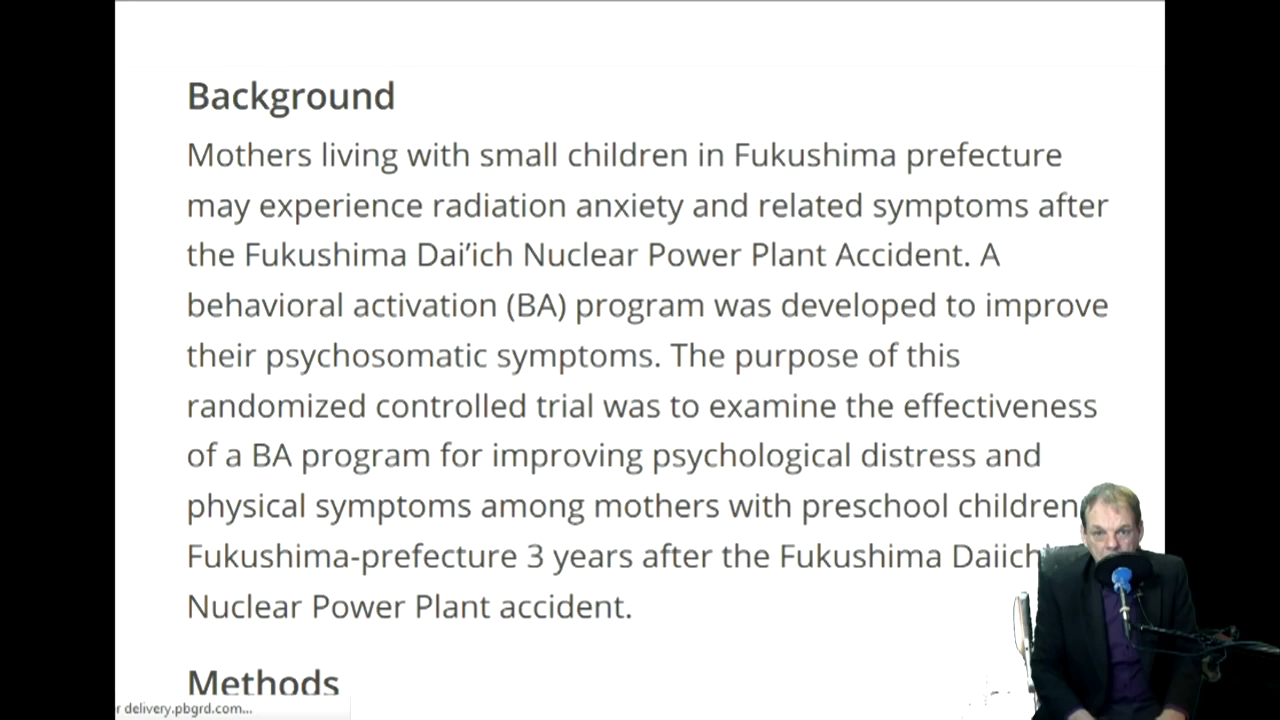 Background
Mothers living with small children in Fukushima prefecture
may experience radiation anxiety and related symptoms after
the Fukushima Dai’ich Nuclear Power Plant Accident. A
behavioral activation (BA) program was developed to improve
their psychosomatic symptoms. The purpose of this
randomized controlled trial was to examine the effectiveness
of a BA program for improving psychological distress and
physical symptoms among mothers with preschool children
Fukushima-prefecture 3 years after the Fukushima
Nuclear Power Plant accident.
Methods
delivery.pbgrd.com...